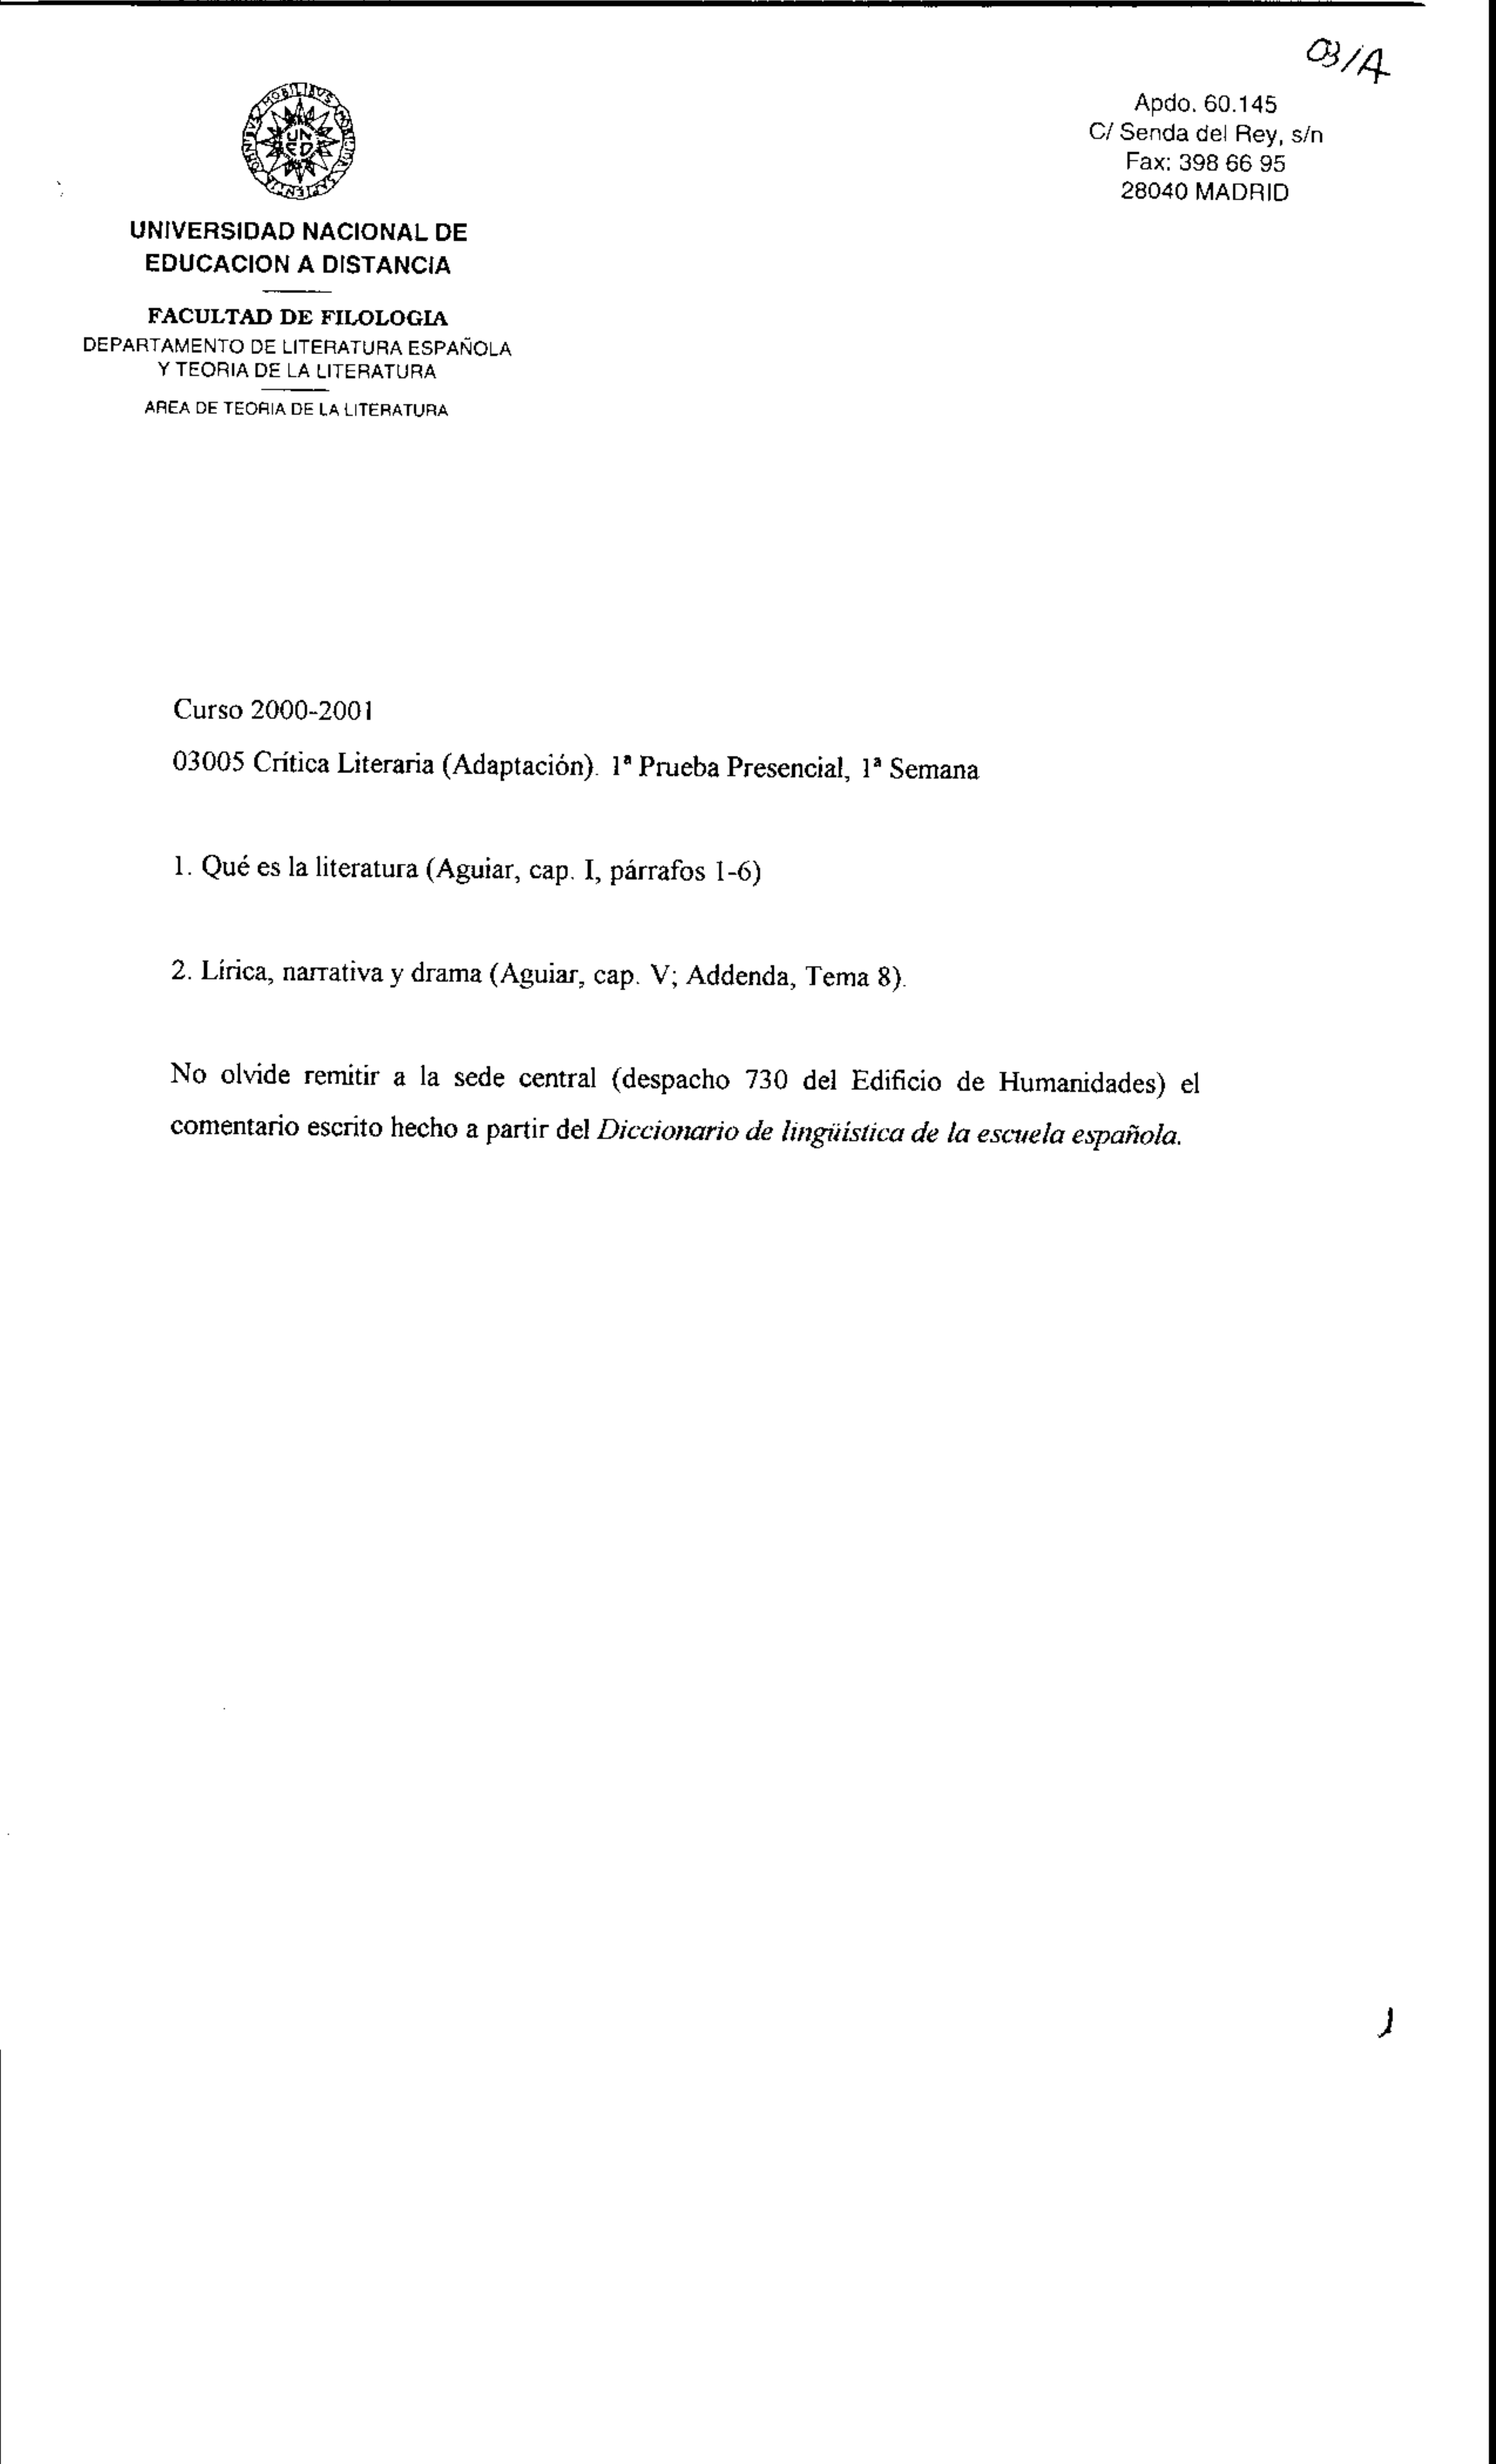 03/A
Apdo. 60.145
C/ Senda del Rey, s/n
Fax: 398 66 95
28040 MADRID
OMNIBVS MOBILIBVS MOBILIOR SAPIENTIA
UNED
UNIVERSIDAD NACIONAL DE
EDUCACION A DISTANCIA
FACULTAD DE FILOLOGIA
DEPARTAMENTO DE LITERATURA ESPAÑOLA
Y TEORIA DE LA LITERATURA
AREA DE TEORIA DE LA LITERATURA
Curso 2000-2001
03005 Crítica Literaria (Adaptación). 1ª Prueba Presencial, 1ª Semana
1. Qué es la literatura (Aguiar, cap. I, párrafos 1-6)
2. Lírica, narrativa y drama (Aguiar, cap. V; Addenda, Tema 8).
No olvide remitir a la sede central (despacho 730 del Edificio de Humanidades) el
comentario escrito hecho a partir del Diccionario de lingüística de la escuela española.